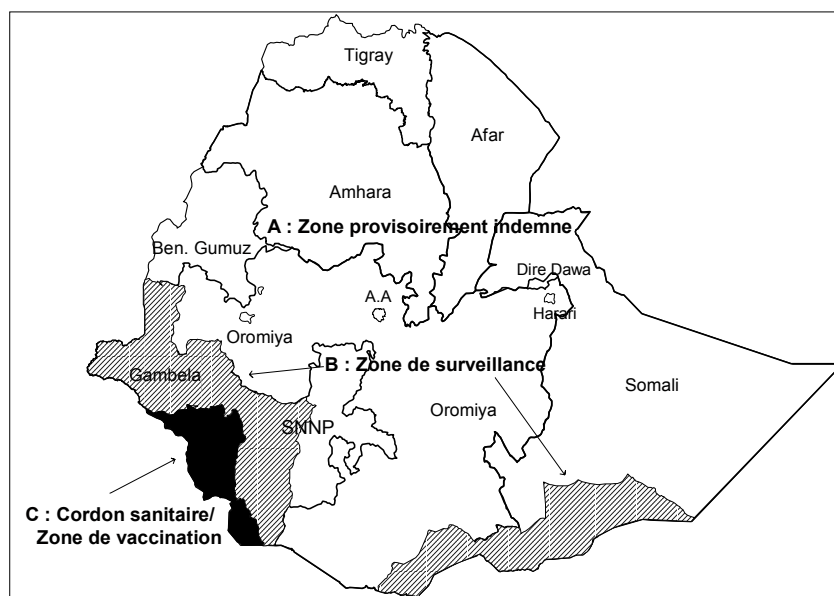 Tigray
Afar
Amhara
A : Zone provisoirement indemne
Ben. Gumuz
Dire Dawa
A.A
Harari
Oromiya
B : Zone de surveillance
Gambela
Somali
Oromiya
SNNP
C : Cordon sanitaire/
Zone de vaccination